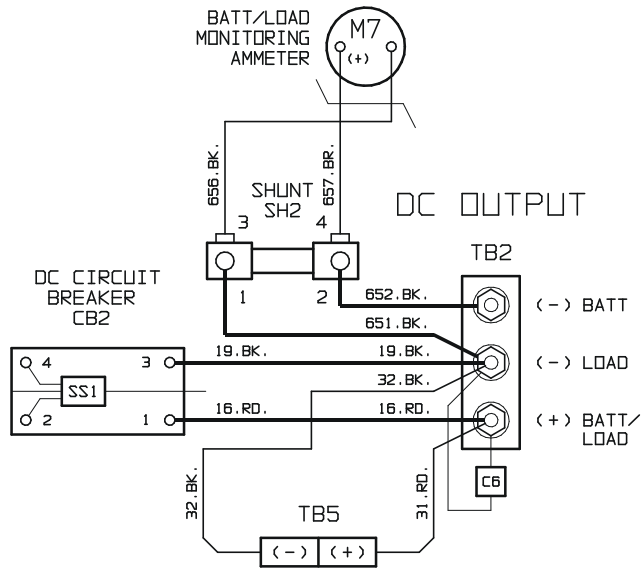 BATT/LOAD
MONITORING
AMMETER
M7
(+)
656.BK.
657.BR.
SHUNT
SH2
3
4
1
2
DC OUTPUT
TB2
652.BK.
(-) BATT
651.BK.
DC CIRCUIT
BREAKER
CB2
4
3
19.BK.
19.BK.
(-) LOAD
SS1
32.BK.
2
1
16.RD.
16.RD.
(+) BATT/
LOAD
32.BK.
31.RD.
C6
TB5
(-)
(+)